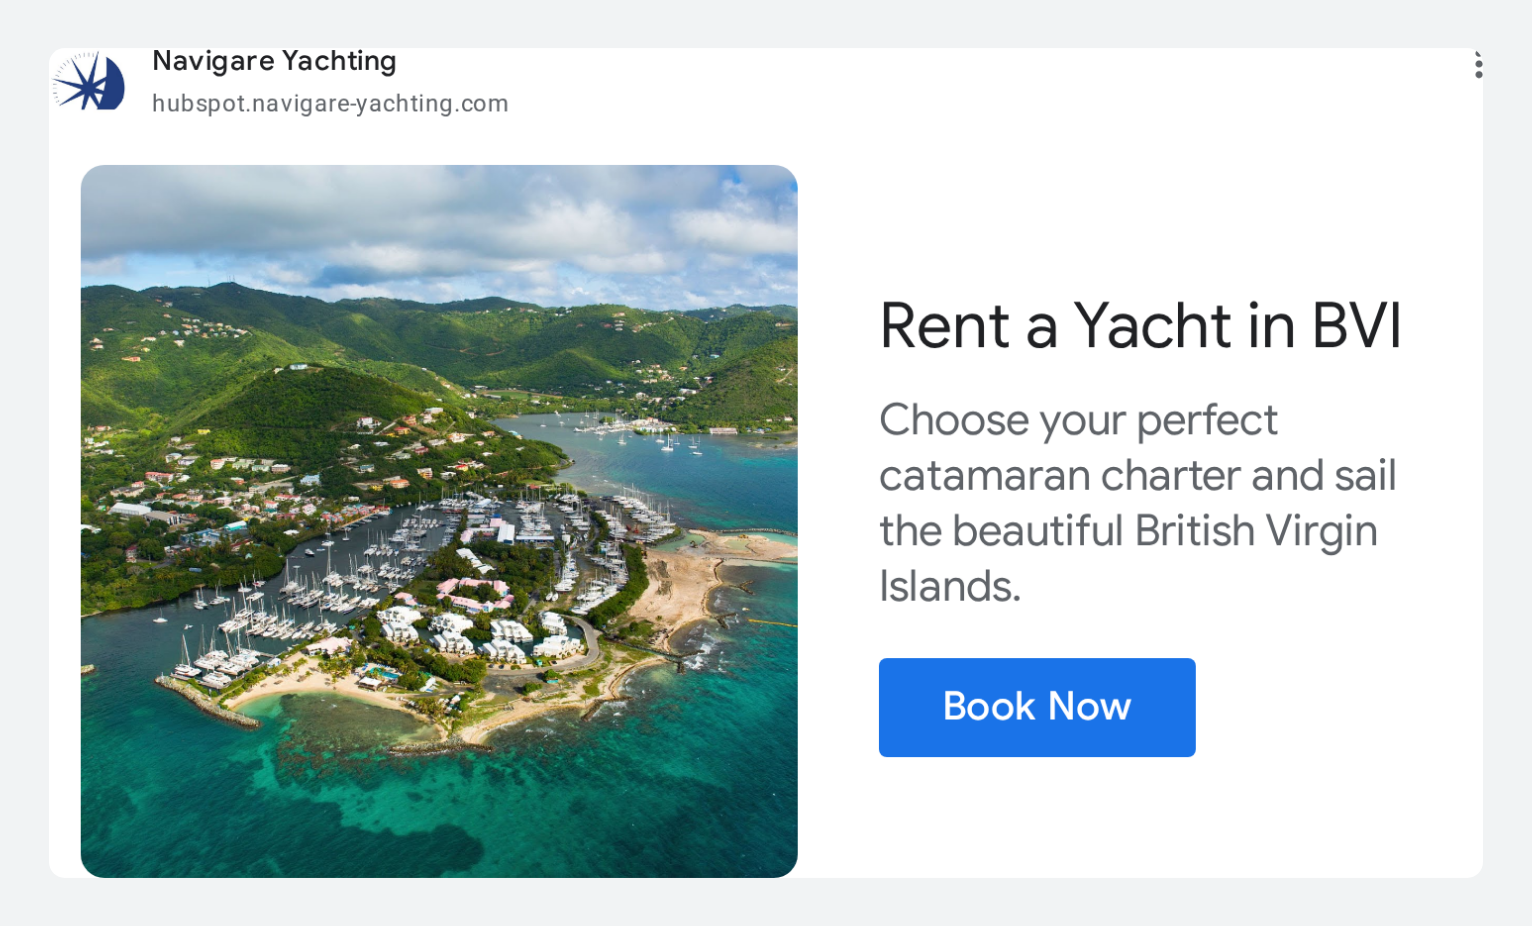 Navigare Yachting
hubspot.navigare-yachting.com
Rent a Yacht in BVI
Choose your perfect
catamaran charter and sail
the beautiful British Virgin
Islands.
Book Now